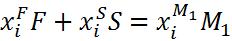 $x_i^F F + x_i^S S = x_i^{M_1} M_1$